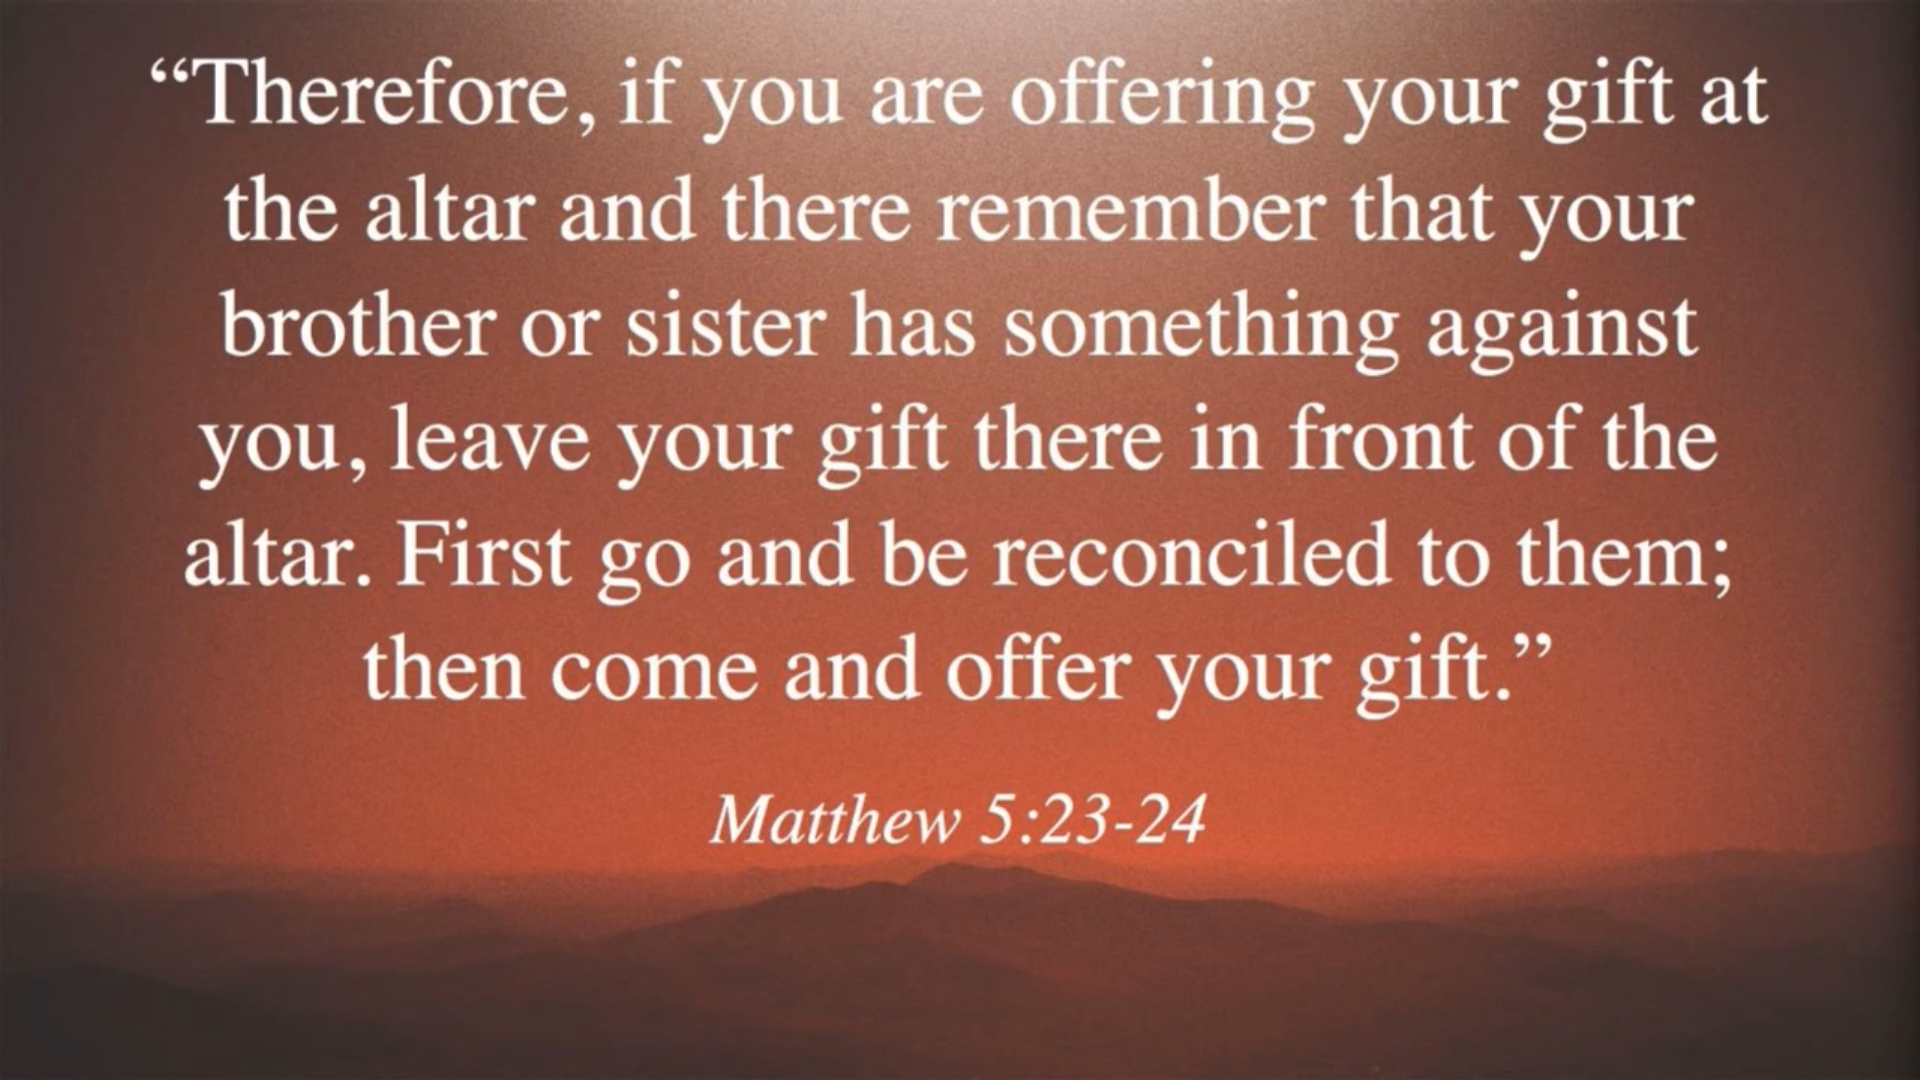 “Therefore, if you are offering your gift at
the altar and there remember that your
brother or sister has something against
you, leave your gift there in front of the
altar. First go and be reconciled to them;
then come and offer your gift.”
Matthew 5:23-24